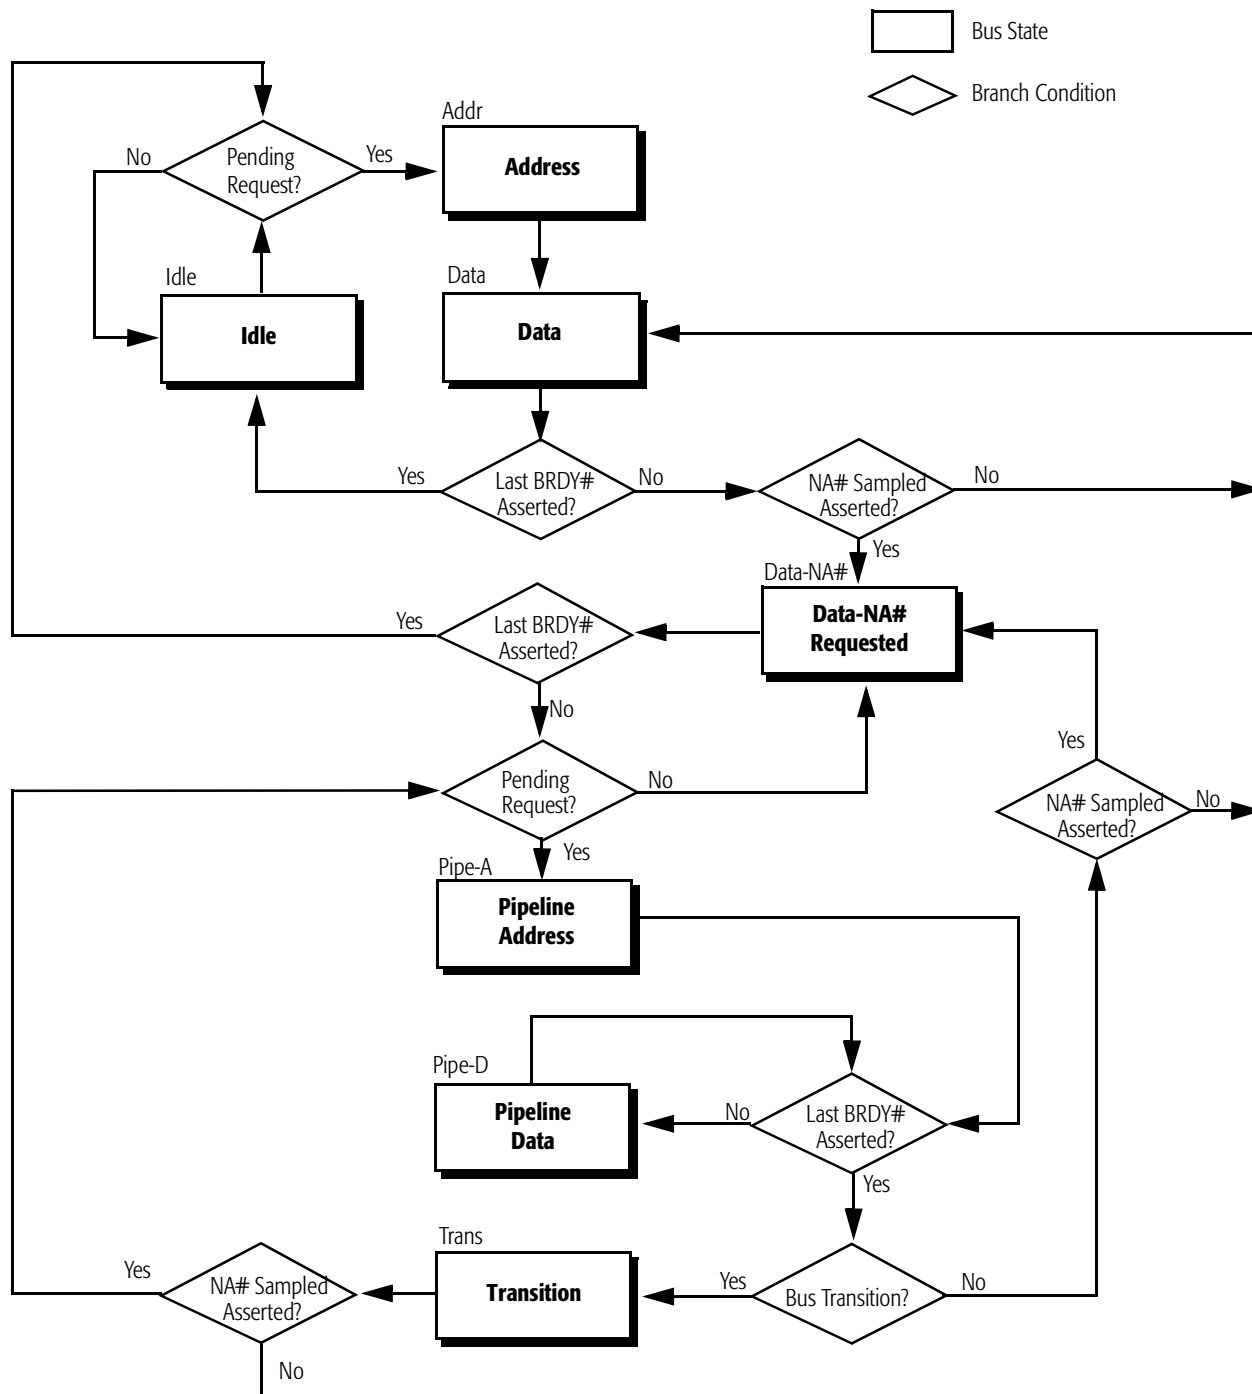 Bus State
Branch Condition
Addr
No
Pending
Request?
Yes
Address
Idle
Data
Idle
Data
Yes
Last BRDY#
Asserted?
No
NA# Sampled
Asserted?
No
Yes
Data-NA#
Yes
Last BRDY#
Asserted?
Data-NA#
Requested
No
Yes
Pending
Request?
No
NA# Sampled
Asserted?
No
Yes
Pipe-A
Pipeline
Address
Pipe-D
Pipeline
Data
No
Last BRDY#
Asserted?
Yes
Trans
Yes
NA# Sampled
Asserted?
Transition
Yes
Bus Transition?
No
No